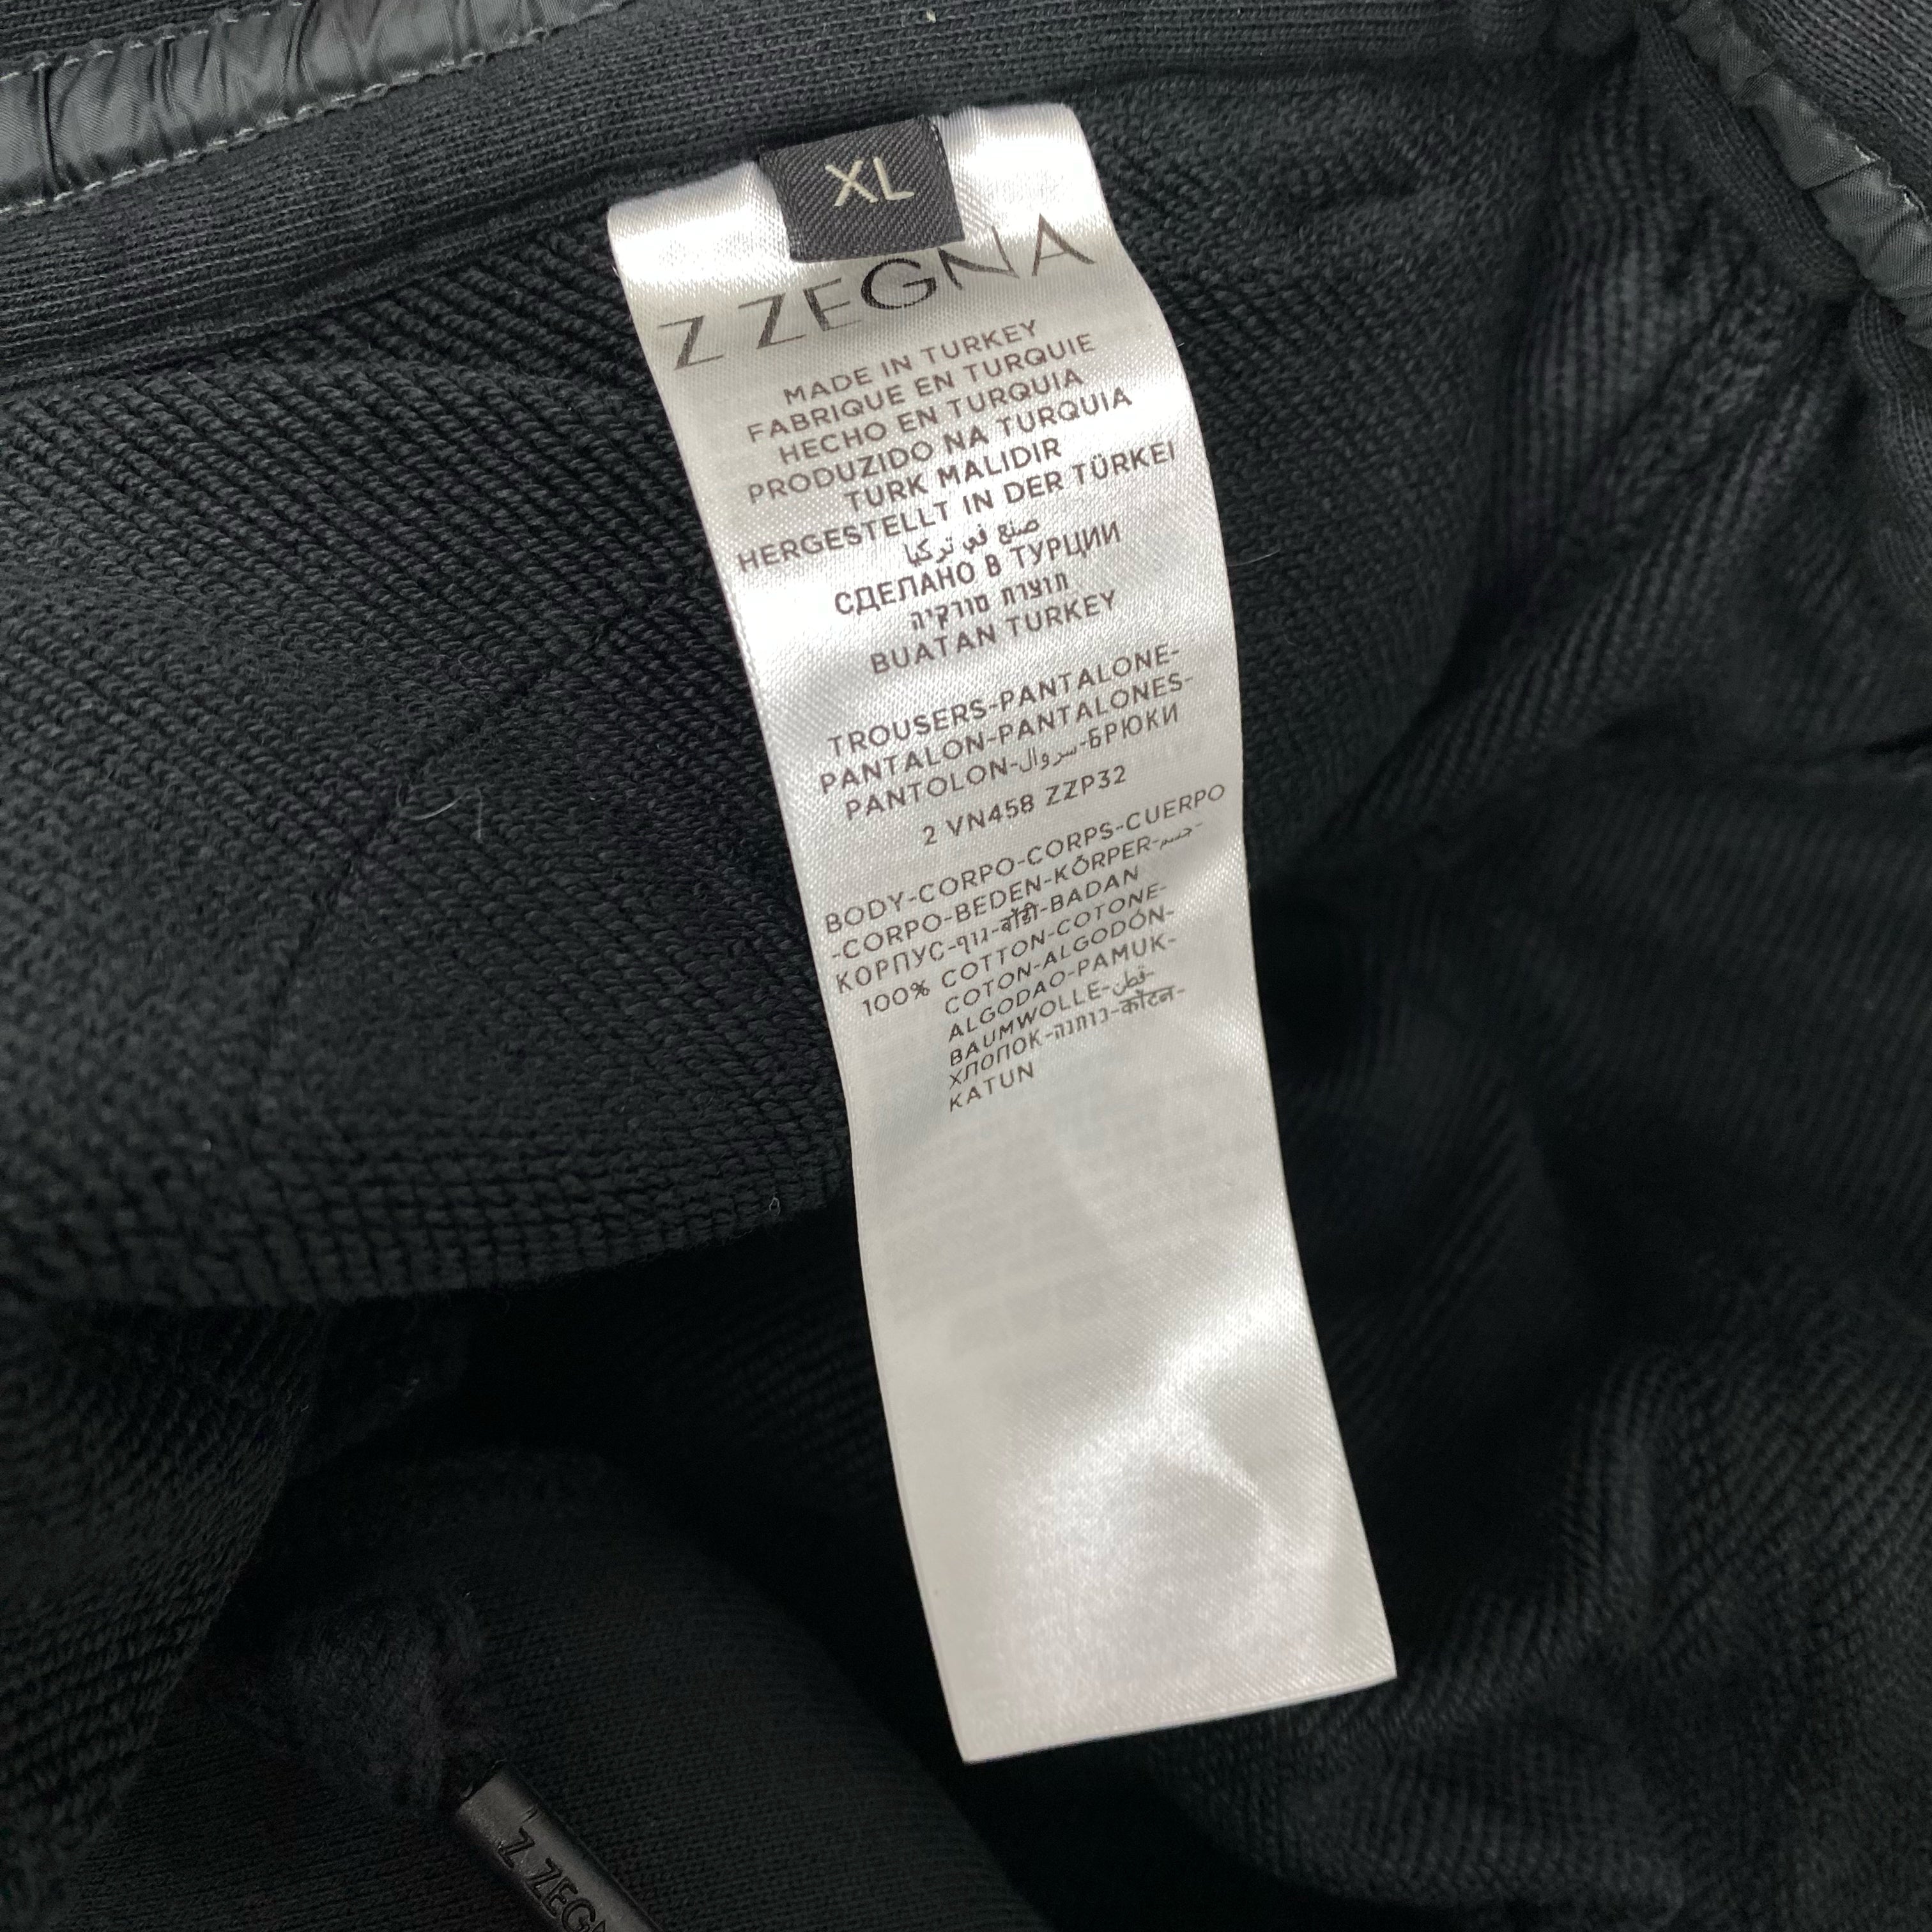 XL
Z ZEGNA
MADE IN TURKEY
FABRIQUE EN TURQUIE
HECHO EN TURQUIA
PRODUZIDO NA TURQUIA
TURK MALIDIR
HERGESTELLT IN DER TÜRKEI
صنع في تركيا
СДЕЛАНО В ТУРЦИИ
תוצרת טורקיה
BUATAN TURKEY
TROUSERS-PANTALONE-
PANTALON-PANTALONES-
PANTOLON-سروال-БРЮКИ
2 VN458 ZZP32
BODY-CORPO-CORPS-CUERPO
-CORPO-BEDEN-KÖRPER-جسم-
КОРПУС-גוף-बॉडी-BADAN
100% COTTON-COTONE-
COTON-ALGODÓN-
ALGODAO-PAMUK-
BAUMWOLLE-قطن-
ХЛОПОК-כותנה-कॉटन-
KATUN
Z ZEGN